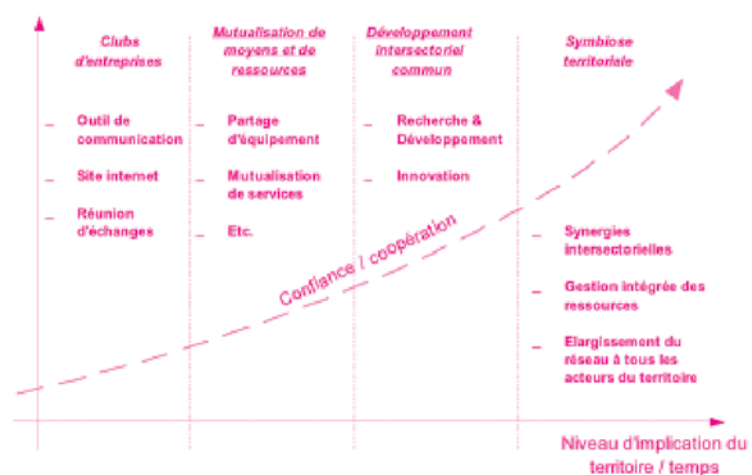 Clubs
d'entreprises
Outil de
communication
Site internet
Réunion
d'échanges
Mutualisation de
moyens et de
ressources
Partage
d'équipement
Mutualisation
de services
Etc.
Développement
intersectoriel
commun
Recherche &
Développement
Innovation
Symbiose
territoriale
Synergies
intersectorielles
Gestion intégrée des
ressources
Elargissement du
réseau à tous les
acteurs du territoire
Confiance / coopération
Niveau d'implication du
territoire / temps